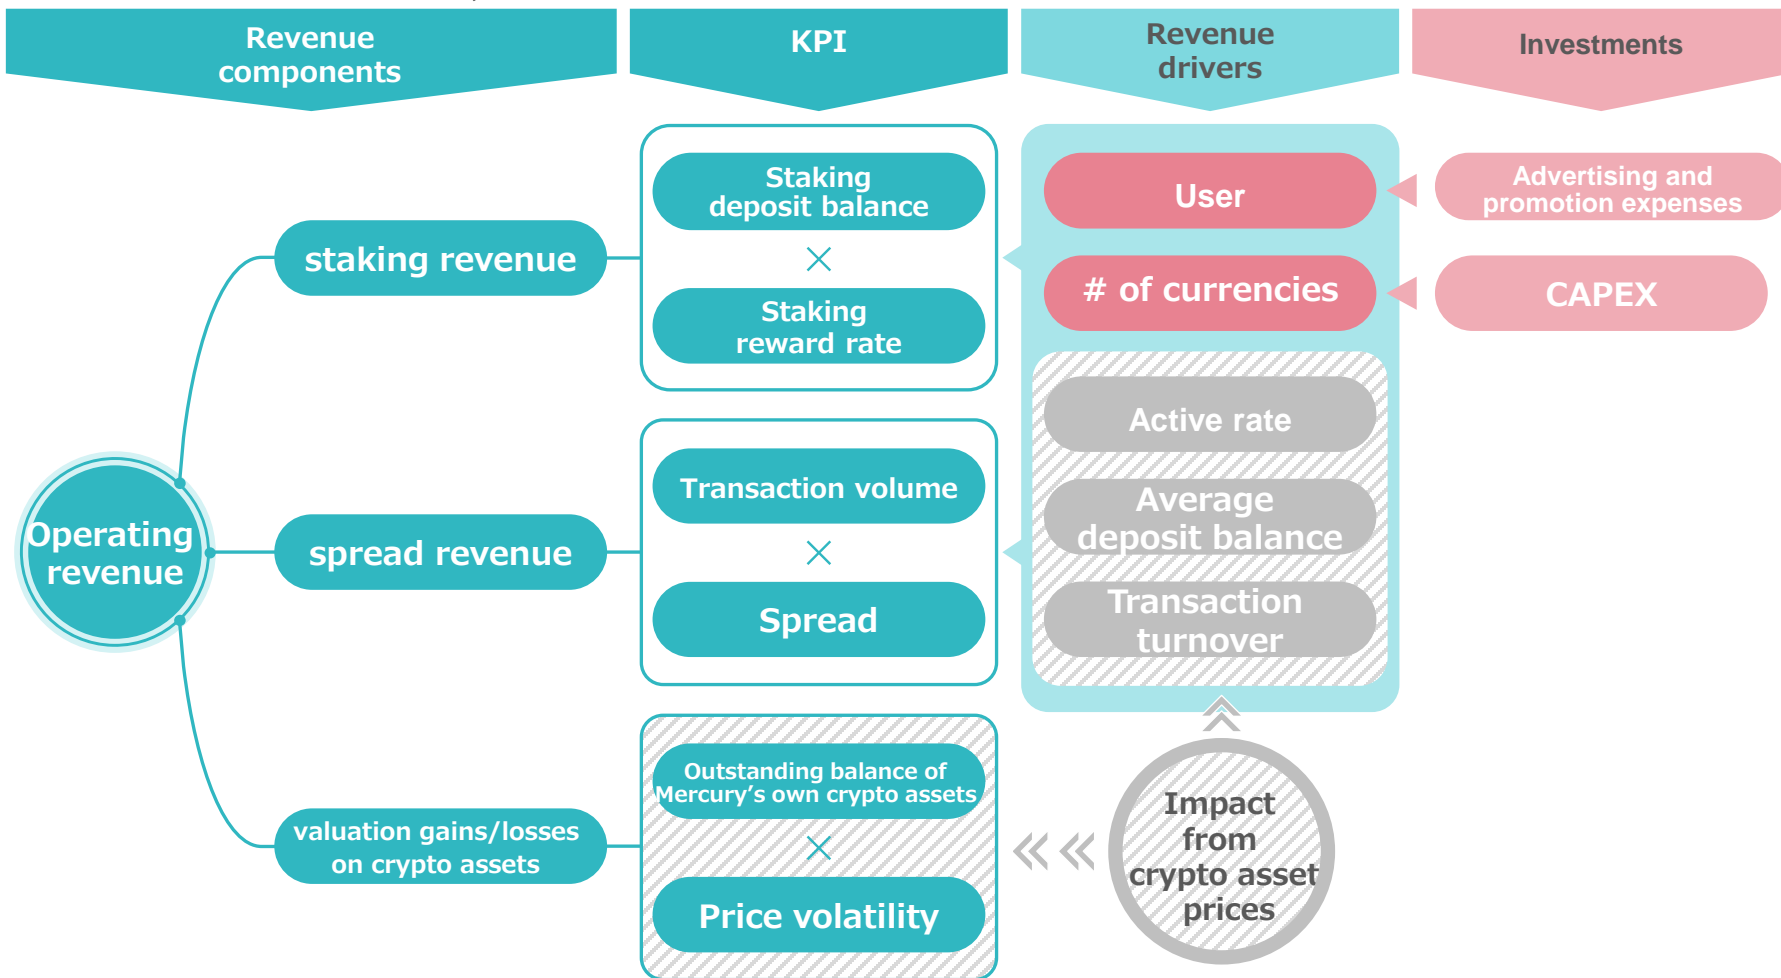 Revenue
components
KPI
Revenue
drivers
Investments
Staking
deposit balance
×
Staking
reward rate
User
Advertising and
promotion expenses
staking revenue
# of currencies
CAPEX
Active rate
Transaction volume
×
Spread
Average
deposit balance
Operating
revenue
spread revenue
Transaction
turnover
Outstanding balance of
Mercury's own crypto assets
×
Price volatility
valuation gains/losses
on crypto assets
Impact
from
crypto asset
prices